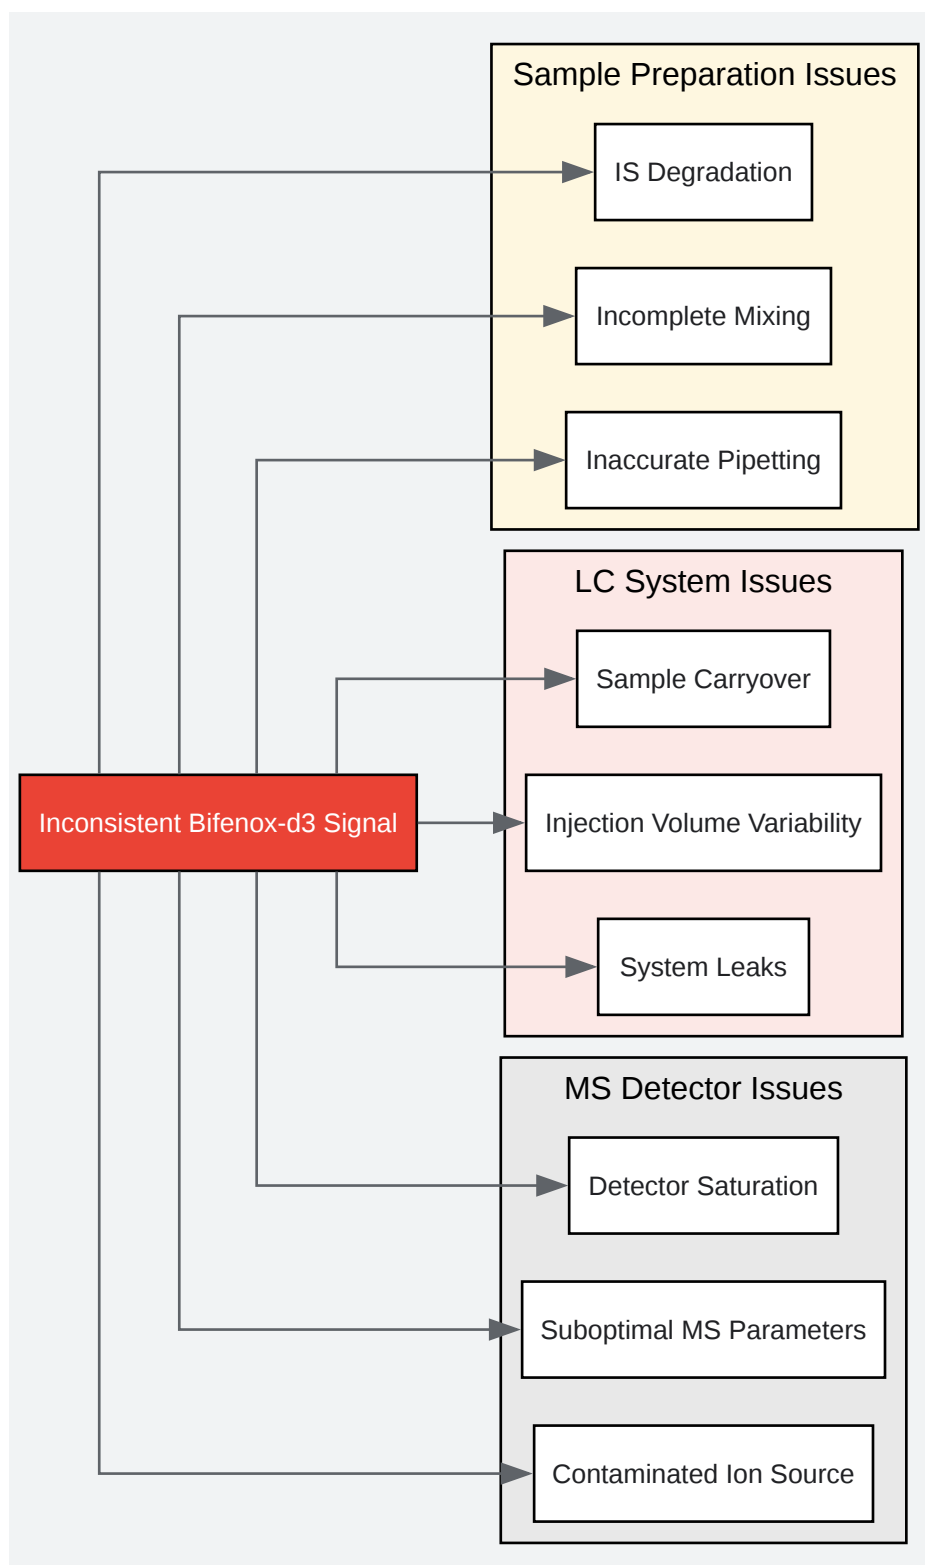 Sample Preparation Issues
IS Degradation
Incomplete Mixing
Inaccurate Pipetting
LC System Issues
Sample Carryover
Inconsistent Bifenox-d3 Signal
Injection Volume Variability
System Leaks
MS Detector Issues
Detector Saturation
Suboptimal MS Parameters
Contaminated Ion Source